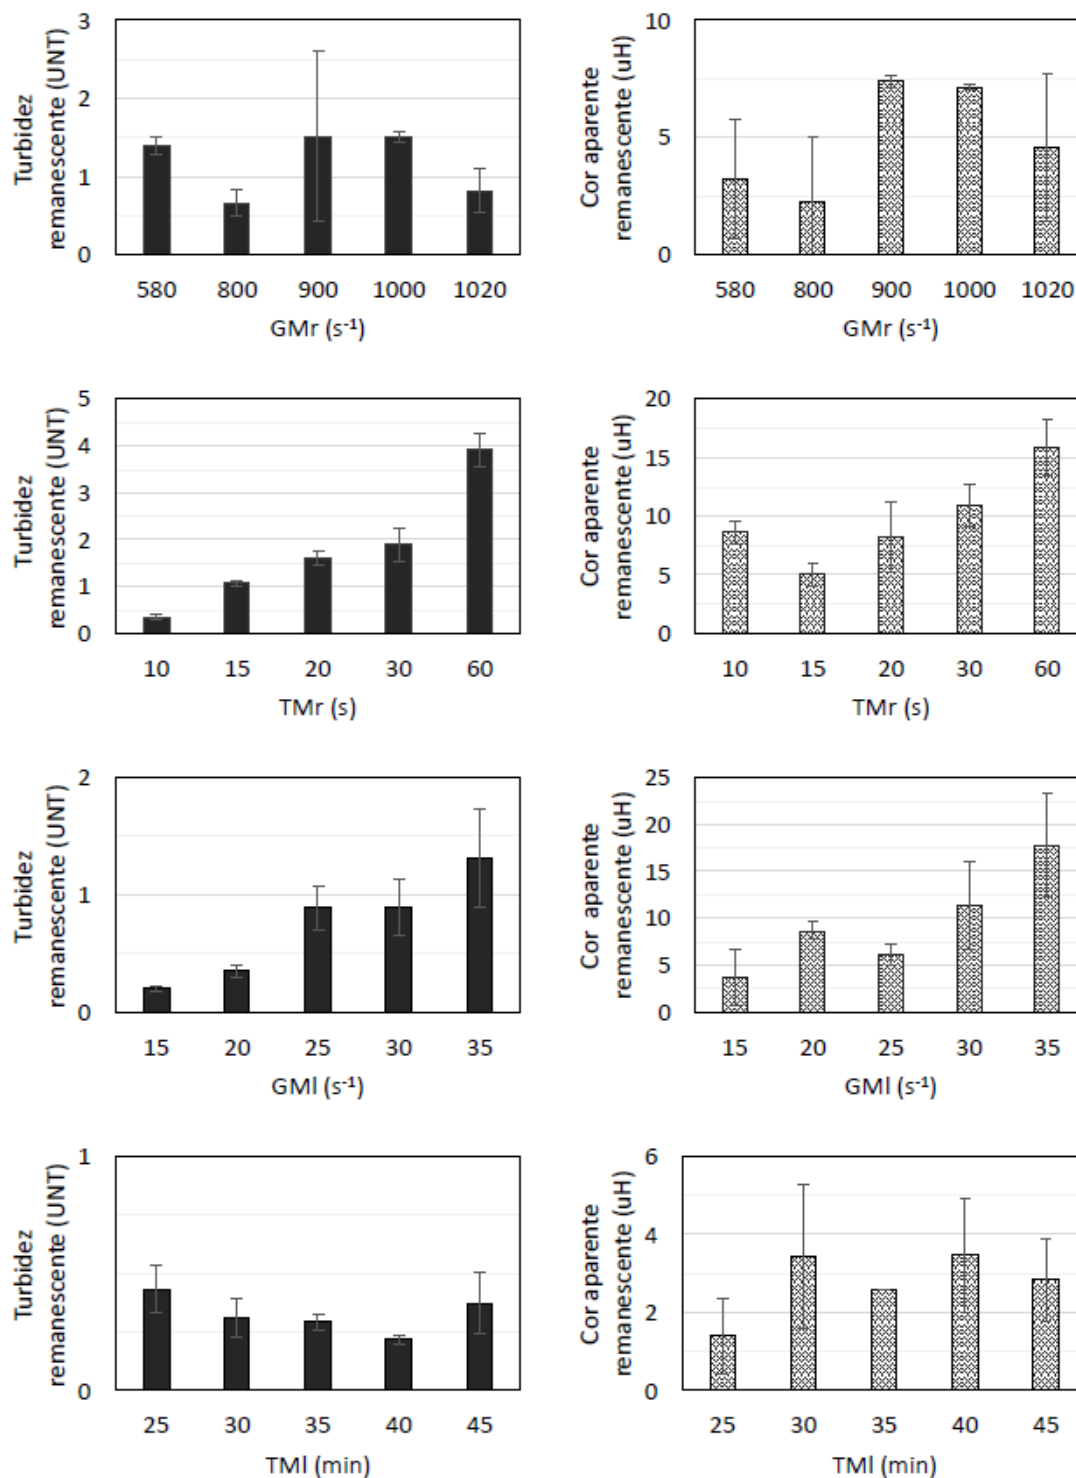 Turbidez
remanescente (UNT)
3
2
1
0
580 800 900 1000 1020
GMr (s⁻¹)
Cor aparente
remanescente (uH)
10
5
0
580 800 900 1000 1020
GMr (s⁻¹)
Turbidez
remanescente (UNT)
5
4
3
2
1
0
10 15 20 30 60
TMr (s)
Cor aparente
remanescente (uH)
20
15
10
5
0
10 15 20 30 60
TMr (s)
Turbidez
remanescente (UNT)
2
1
0
15 20 25 30 35
GMl (s⁻¹)
Cor aparente
remanescente (uH)
25
20
15
10
5
0
15 20 25 30 35
GMl (s⁻¹)
Turbidez
remanescente (UNT)
1
0
25 30 35 40 45
TMl (min)
Cor aparente
remanescente (uH)
6
4
2
0
25 30 35 40 45
TMl (min)